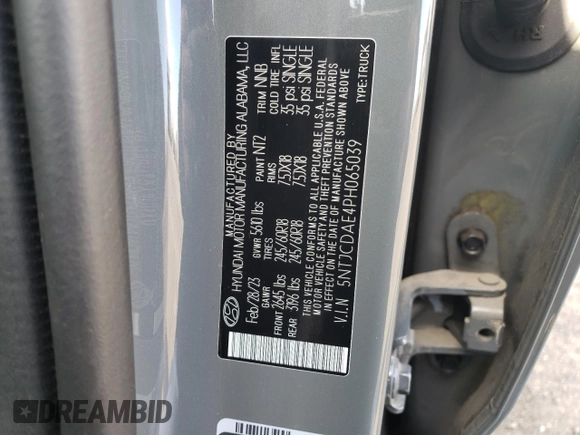 MANUFACTURED BY
HYUNDAI MOTOR MANUFACTURING ALABAMA, LLC
Feb/28/23 GVWR 5610 lbs PAINT NT2 TRIM NNB
GAWR TIRES RIMS COLD TIRE INFL
FRONT 2645 lbs 245/60R18 7.5JX18 35 psi SINGLE
REAR 3196 lbs 245/60R18 7.5JX18 35 psi SINGLE
THIS VEHICLE CONFORMS TO ALL APPLICABLE U.S.A. FEDERAL
MOTOR VEHICLE SAFETY AND THEFT PREVENTION STANDARDS
IN EFFECT ON THE DATE OF MANUFACTURE SHOWN ABOVE
V.I.N 5NTJCDAE4PH065039 TYPE:TRUCK
DREAMBID